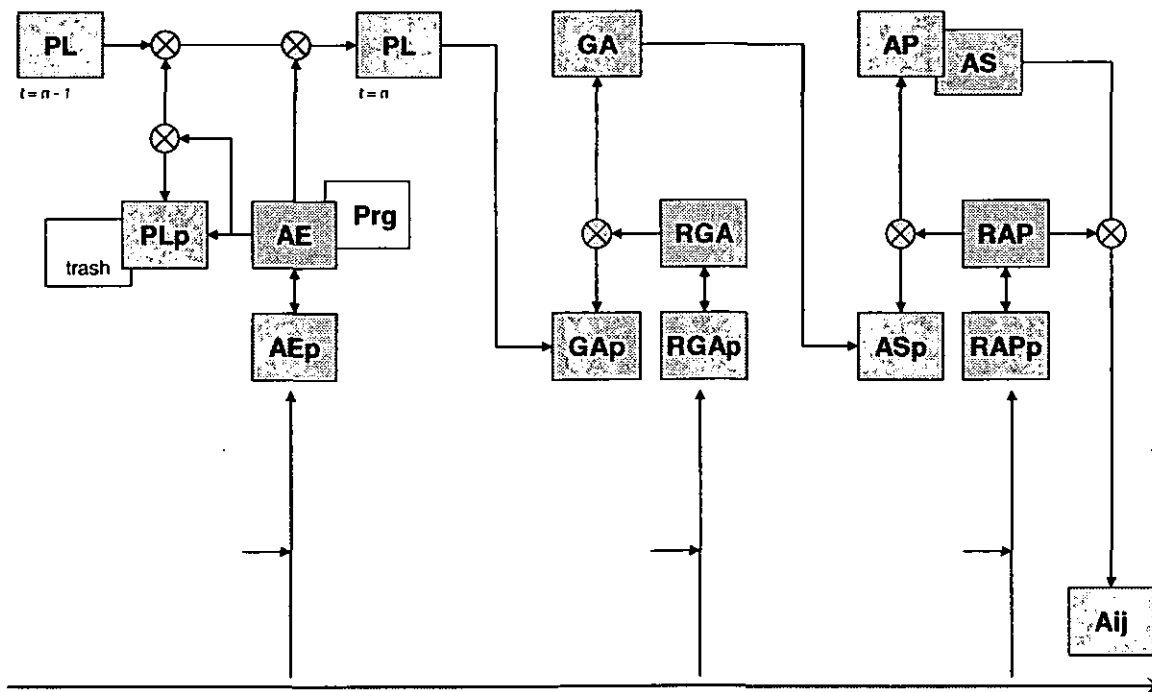 PL
PL
GA
AP
AS
t = n - 1
t = n
PLp
AE
Prg
RGA
RAP
trash
AEp
GAp
RGAp
ASp
RAPp
Aij